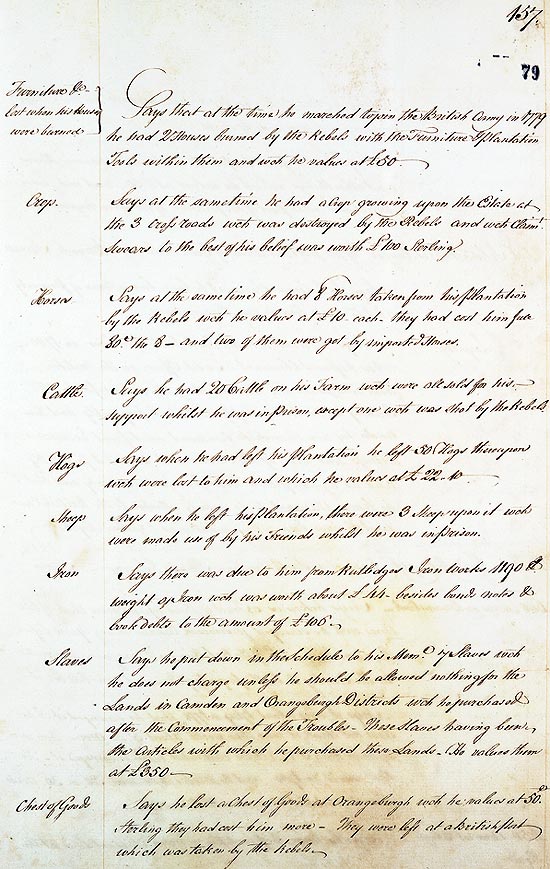 457.
79
Furniture &c
lost when his House
were burned
Says that at the time he marched to join the British Army in 1779
he had 2 Houses burned by the Rebels with the Furniture & Plantation
Tools within them and wch he values at £50.
Crop.
Says at the same time he had a Crop growing upon the Estate at
the 3 Cross roads wch was destroyed by the Rebels and wch Claimt
Swears to the best of his belief was worth £100 Sterling.
Horses
Says at the same time he had 8 Horses taken from his Plantation
by the Rebels wch he values at £10 each – they had cost him full
80.£ the 8 – and two of them were got by imported Horses.
Cattle.
Says he had 20 Cattle on his Farm wch were all sold for his
support whilst he was in Prison, except one wch was shot by the Rebels
Hogs
Says when he had left his Plantation he left 50 Hogs thereupon
wch were lost to him and which he values at £22.10
Sheep
Says when he left his Plantation, there were 3 Sheep upon it wch
were made use of by his Friends whilst he was in Prison.
Iron
Says there was due to him from Rutledges Iron Works 1190 lb
weight of Iron wch was worth about £44 – besides bonds notes &
book debts to the amount of £106.
Slaves
Says he put down in the Schedule to his Meml. 7 Slaves wch
he does not charge unless he should be allowed nothing for the
Lands in Camden and Orangeburgh Districts wch he purchased
after the Commencement of the Troubles – These Slaves having been
the Articles with which he purchased these Lands – He values them
at £350 –
Chest of Goods
Says he lost a Chest of Goods at Orangeburgh wch he values at 50.£
Sterling they had cost him more – They were left at a British Post
which was taken by the Rebels.